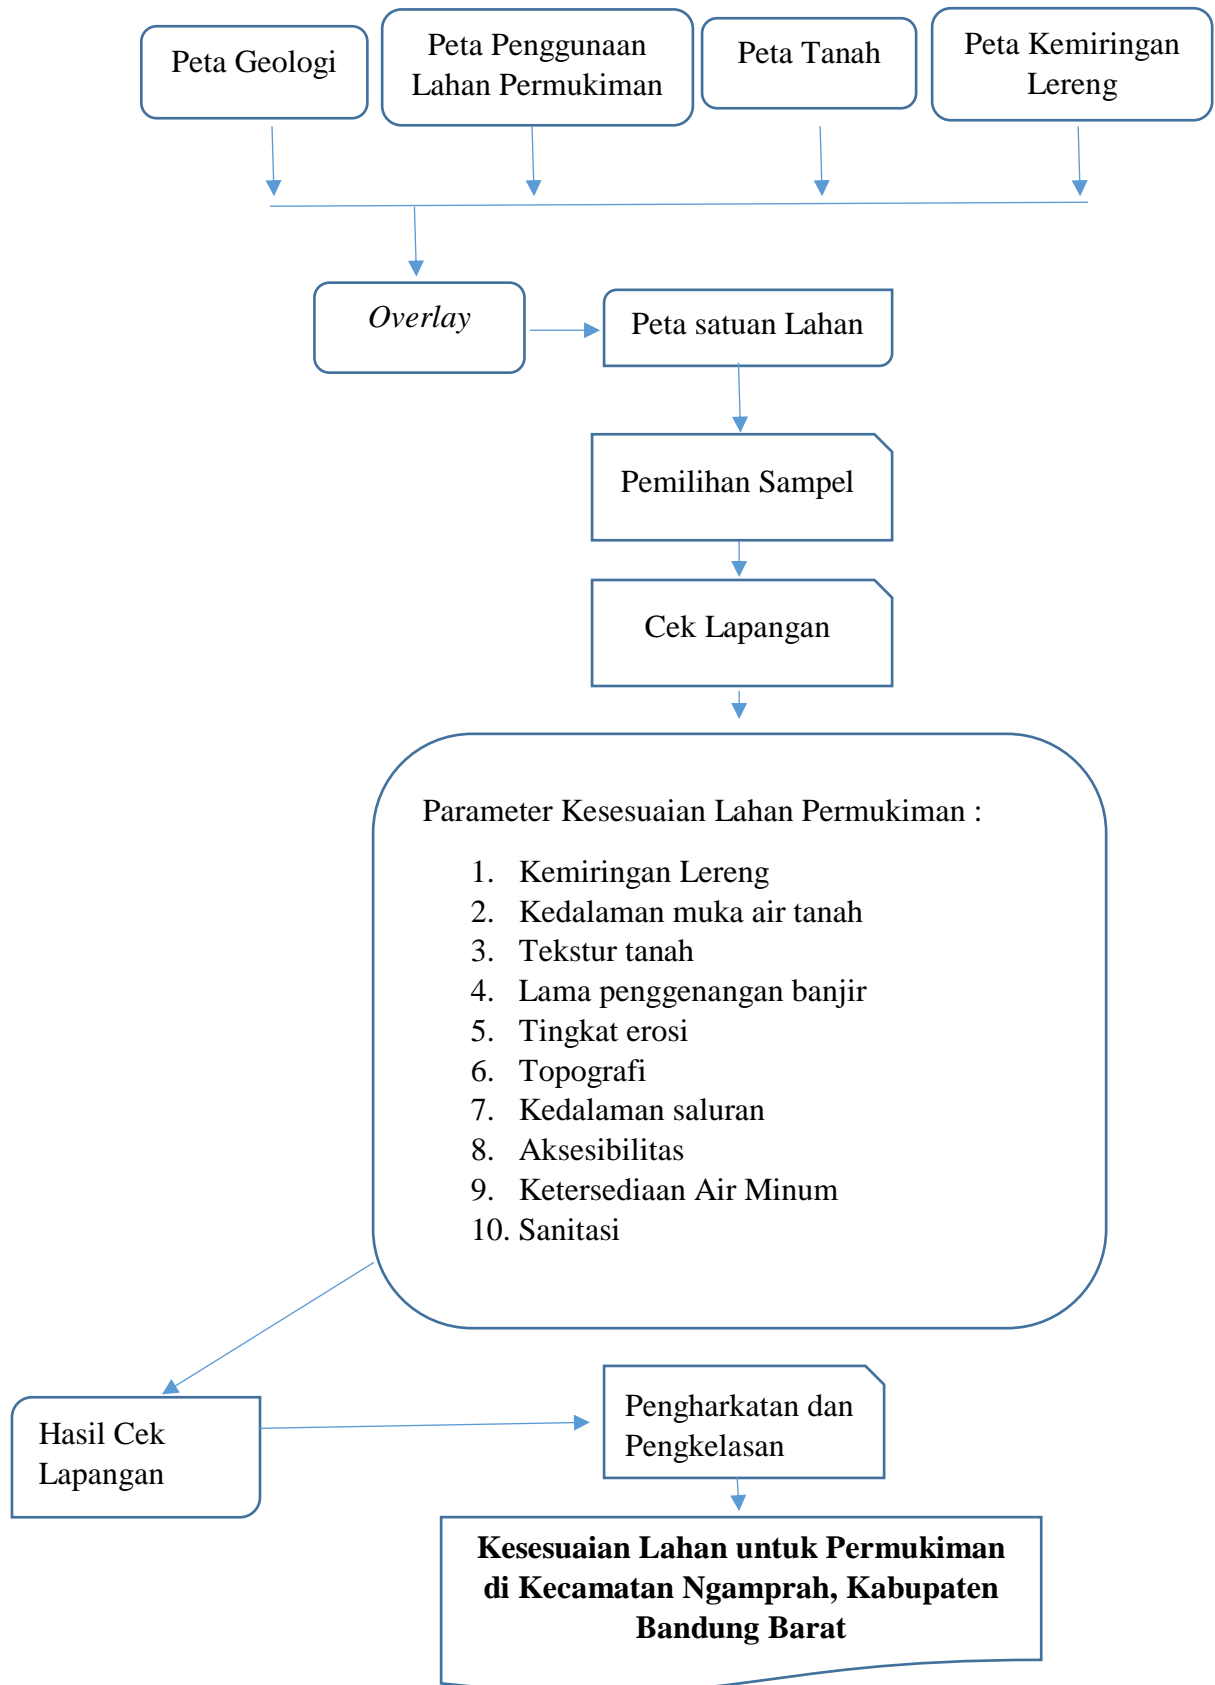 Peta Geologi
Peta Penggunaan
Lahan Permukiman
Peta Tanah
Peta Kemiringan
Lereng
Overlay
Peta satuan Lahan
Pemilihan Sampel
Cek Lapangan
Parameter Kesesuaian Lahan Permukiman :
1. Kemiringan Lereng
2. Kedalaman muka air tanah
3. Tekstur tanah
4. Lama penggenangan banjir
5. Tingkat erosi
6. Topografi
7. Kedalaman saluran
8. Aksesibilitas
9. Ketersediaan Air Minum
10. Sanitasi
Hasil Cek
Lapangan
Pengharkatan dan
Pengkelasan
Kesesuaian Lahan untuk Permukiman
di Kecamatan Ngamprah, Kabupaten
Bandung Barat